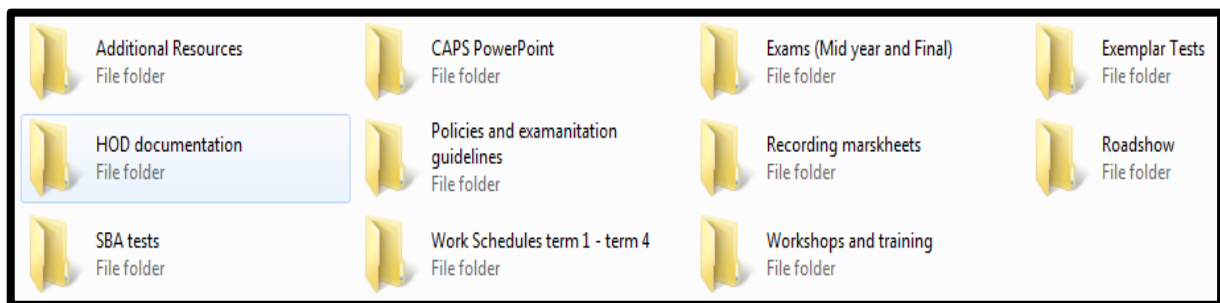 Additional Resources
File folder
CAPS PowerPoint
File folder
Exams (Mid year and Final)
File folder
Exemplar Tests
File folder
HOD documentation
File folder
Policies and examanitation
guidelines
File folder
Recording marskheets
File folder
Roadshow
File folder
SBA tests
File folder
Work Schedules term 1 - term 4
File folder
Workshops and training
File folder